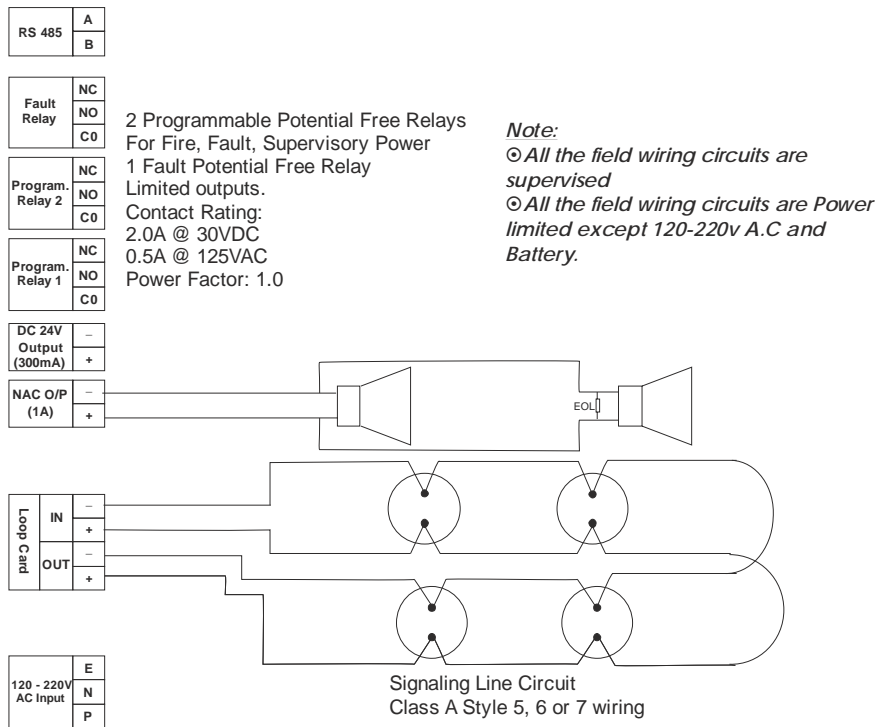 RS 485
A
B
Fault
Relay
NC
NO
C0
Program.
Relay 2
NC
NO
C0
Program.
Relay 1
NC
NO
C0
2 Programmable Potential Free Relays
For Fire, Fault, Supervisory Power
1 Fault Potential Free Relay
Limited outputs.
Contact Rating:
2.0A @ 30VDC
0.5A @ 125VAC
Power Factor: 1.0
Note:
⊙All the field wiring circuits are
supervised
⊙All the field wiring circuits are Power
limited except 120-220v A.C and
Battery.
DC 24V
Output
(300mA)
–
+
NAC O/P
(1A)
–
+
EOL
Loop Card
IN
–
+
OUT
–
+
120 - 220V
AC Input
E
N
P
Signaling Line Circuit
Class A Style 5, 6 or 7 wiring